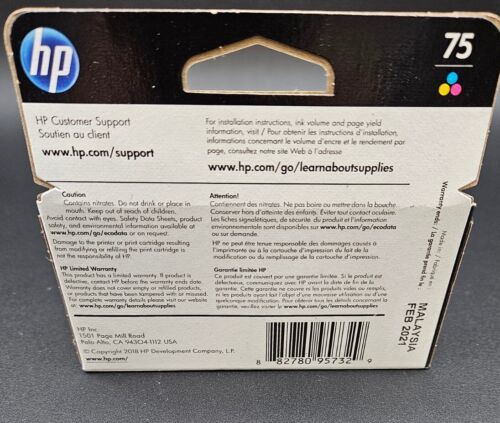 hp
75
HP Customer Support
Soutien au client
www.hp.com/support
For installation instructions, ink volume and page yield
information, visit / Pour obtenir les instructions d'installation,
informations concernant le volume d'encre et le rendement par
page, consultez notre site Web à l'adresse
www.hp.com/go/learnaboutsupplies
Caution
Contains nitrates. Do not drink or place in
mouth. Keep out of reach of children.
Avoid contact with eyes. Safety Data Sheets, product
safety, and environmental information available at
www.hp.com/go/ecodata or on request.
Damage to the printer or print cartridge resulting
from modifying or refilling the print cartridge is
not the responsibility of HP.
HP Limited Warranty
This product has a limited warranty. If product is
defective, contact HP before the warranty ends date.
Warranty does not cover empty or refilled products,
or products that have been tampered with or misused.
For complete warranty details please visit our website
at www.hp.com/go/learnaboutsupplies.
Attention!
Contiennent des nitrates. Ne pas boire ou mettre dans la bouche.
Conserver hors d'atteinte des enfants. Éviter tout contact oculaire.
Les fiches signalétiques, de sécurité du produit et l'information
environnementale sont disponibles sur www.hp.com/go/ecodata
ou sur demande.
HP ne peut être tenue responsable des dommages causés à
l'imprimante ou à la cartouche d'impression du fait de la
modification ou du remplissage de la cartouche d'impression.
Garantie limitée HP
Ce produit est couvert par une garantie limitée. Si le produit est
défectueux, communiquez avec HP avant la date de fin de la
garantie. Cette garantie ne couvre ni les produits vides ou remplis,
ni les produits ayant fait l'objet d'une mauvaise utilisation ou d'une
quelconque modification. Pour obtenir tous les détails concernant la
garantie, veuillez visiter www.hp.com/go/learnaboutsupplies.
Warranty ends / La garantie prend fin le :
Made in / Fabriqué en :
MALAYSIA
FEB 2021
HP Inc.
1501 Page Mill Road
Palo Alto, CA 94304-1112 USA
© Copyright 2018 HP Development Company, L.P.
www.hp.com/
8 82780 95732 9